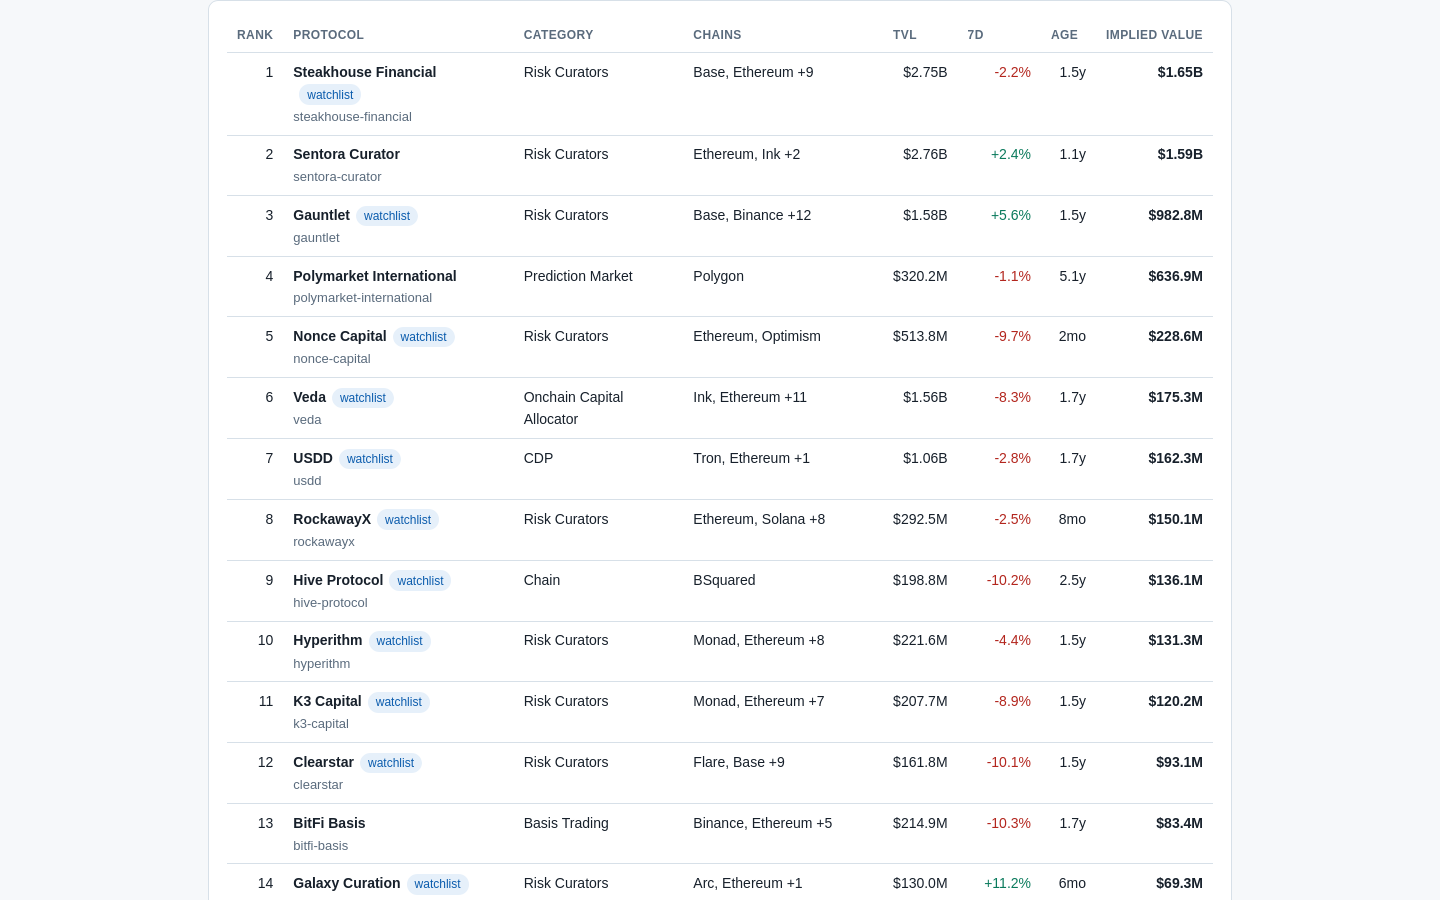 RANK PROTOCOL CATEGORY CHAINS TVL 7D AGE IMPLIED VALUE
1 Steakhouse Financial Risk Curators Base, Ethereum +9 $2.75B -2.2% 1.5y $1.65B
watchlist
steakhouse-financial
2 Sentora Curator Risk Curators Ethereum, Ink +2 $2.76B +2.4% 1.1y $1.59B
sentora-curator
3 Gauntlet watchlist Risk Curators Base, Binance +12 $1.58B +5.6% 1.5y $982.8M
gauntlet
4 Polymarket International Prediction Market Polygon $320.2M -1.1% 5.1y $636.9M
polymarket-international
5 Nonce Capital watchlist Risk Curators Ethereum, Optimism $513.8M -9.7% 2mo $228.6M
nonce-capital
6 Veda watchlist Onchain Capital Ink, Ethereum +11 $1.56B -8.3% 1.7y $175.3M
veda Allocator
7 USDD watchlist CDP Tron, Ethereum +1 $1.06B -2.8% 1.7y $162.3M
usdd
8 RockawayX watchlist Risk Curators Ethereum, Solana +8 $292.5M -2.5% 8mo $150.1M
rockawayx
9 Hive Protocol watchlist Chain BSquared $198.8M -10.2% 2.5y $136.1M
hive-protocol
10 Hyperithm watchlist Risk Curators Monad, Ethereum +8 $221.6M -4.4% 1.5y $131.3M
hyperithm
11 K3 Capital watchlist Risk Curators Monad, Ethereum +7 $207.7M -8.9% 1.5y $120.2M
k3-capital
12 Clearstar watchlist Risk Curators Flare, Base +9 $161.8M -10.1% 1.5y $93.1M
clearstar
13 BitFi Basis Basis Trading Binance, Ethereum +5 $214.9M -10.3% 1.7y $83.4M
bitfi-basis
14 Galaxy Curation watchlist Risk Curators Arc, Ethereum +1 $130.0M +11.2% 6mo $69.3M